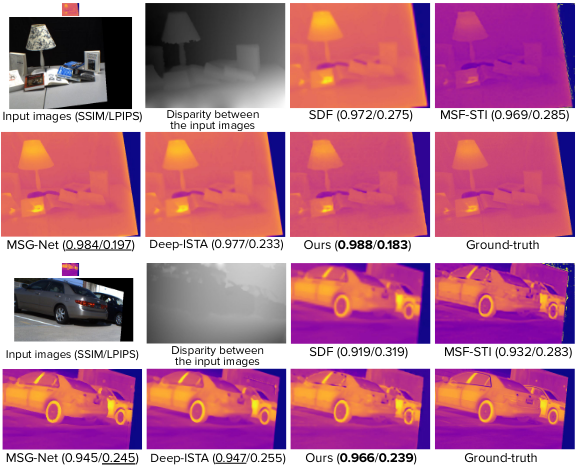 Input images (SSIM/LPIPS)
Disparity between
the input images
SDF (0.972/0.275)
MSF-STI (0.969/0.285)
MSG-Net (0.984/0.197)
Deep-ISTA (0.977/0.233)
Ours (0.988/0.183)
Ground-truth
Input images (SSIM/LPIPS)
Disparity between
the input images
SDF (0.919/0.319)
MSF-STI (0.932/0.283)
MSG-Net (0.945/0.245)
Deep-ISTA (0.947/0.255)
Ours (0.966/0.239)
Ground-truth